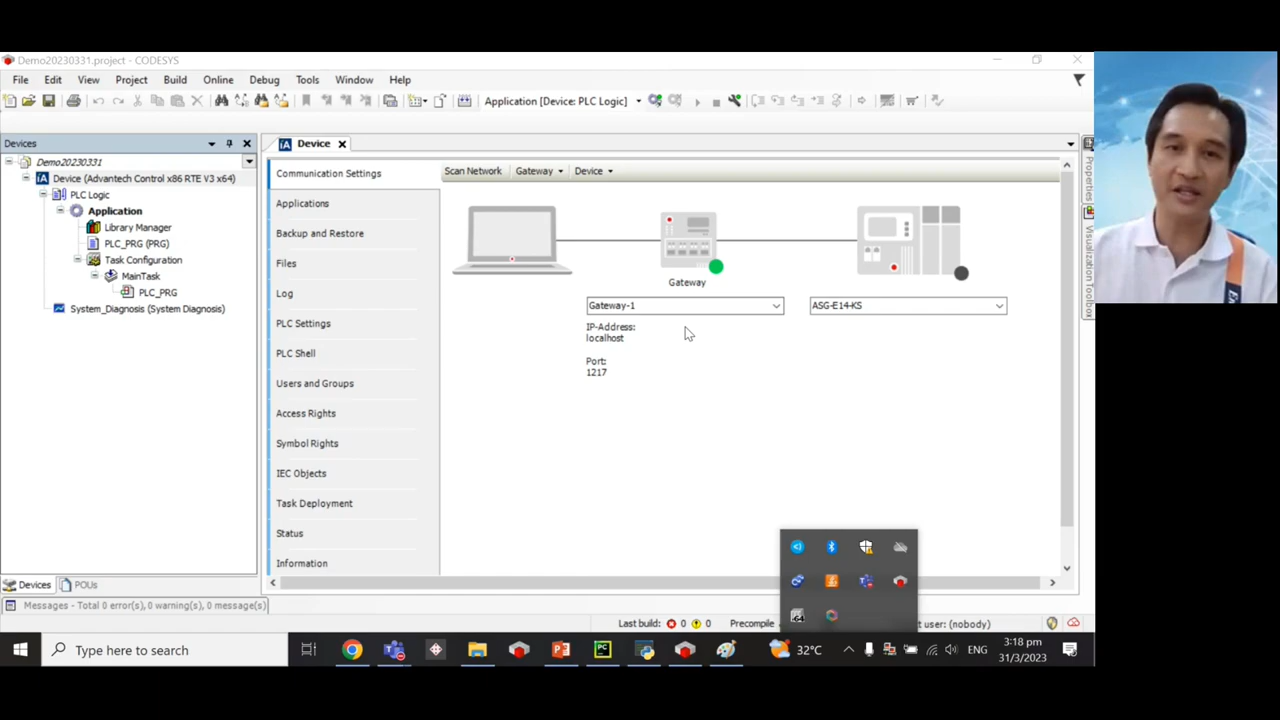 Demo20230331.project - CODESYS
File Edit View Project Build Online Debug Tools Window Help
Application [Device: PLC Logic]
Devices
Device
Demo20230331
Device (Advantech Control x86 RTE V3 x64)
PLC Logic
Application
Library Manager
PLC_PRG (PRG)
Task Configuration
MainTask
PLC_PRG
System_Diagnosis (System Diagnosis)
Communication Settings
Applications
Backup and Restore
Files
Log
PLC Settings
PLC Shell
Users and Groups
Access Rights
Symbol Rights
IEC Objects
Task Deployment
Status
Information
Scan Network Gateway Device
Gateway
Gateway-1
ASG-E14-KS
IP-Address:
localhost
Port:
1217
Properties
Visualization Toolbox
64
Devices POUs
Messages - Total 0 error(s), 0 warning(s), 0 message(s)
Last build: 0 0 Precompile t user: (nobody)
Type here to search
PC
32°C
ENG
3:18 pm
31/3/2023